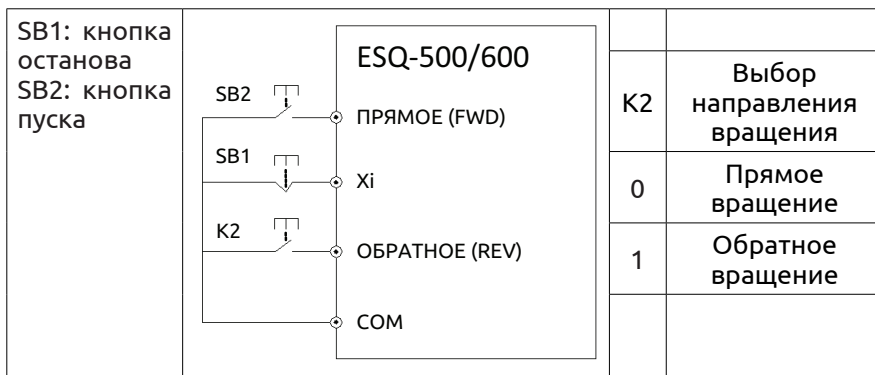 SB1: кнопка
останова
SB2: кнопка
пуска
ESQ-500/600
SB2
ПРЯМОЕ (FWD)
SB1
Xi
K2
ОБРАТНОЕ (REV)
COM
K2
Выбор
направления
вращения
0
Прямое
вращение
1
Обратное
вращение